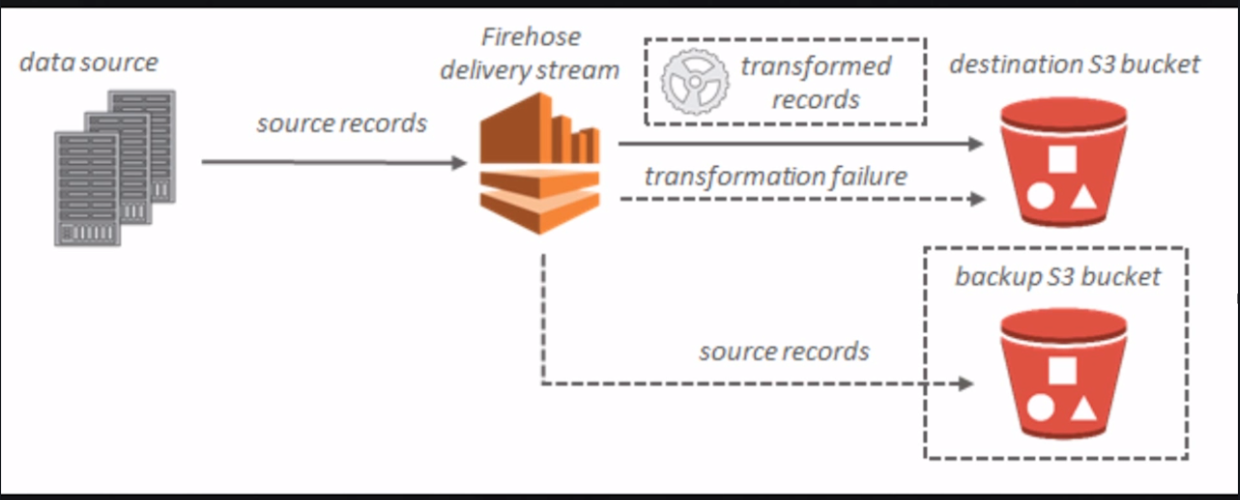 data source
source records
Firehose
delivery stream
transformed
records
transformation failure
destination S3 bucket
backup S3 bucket
source records